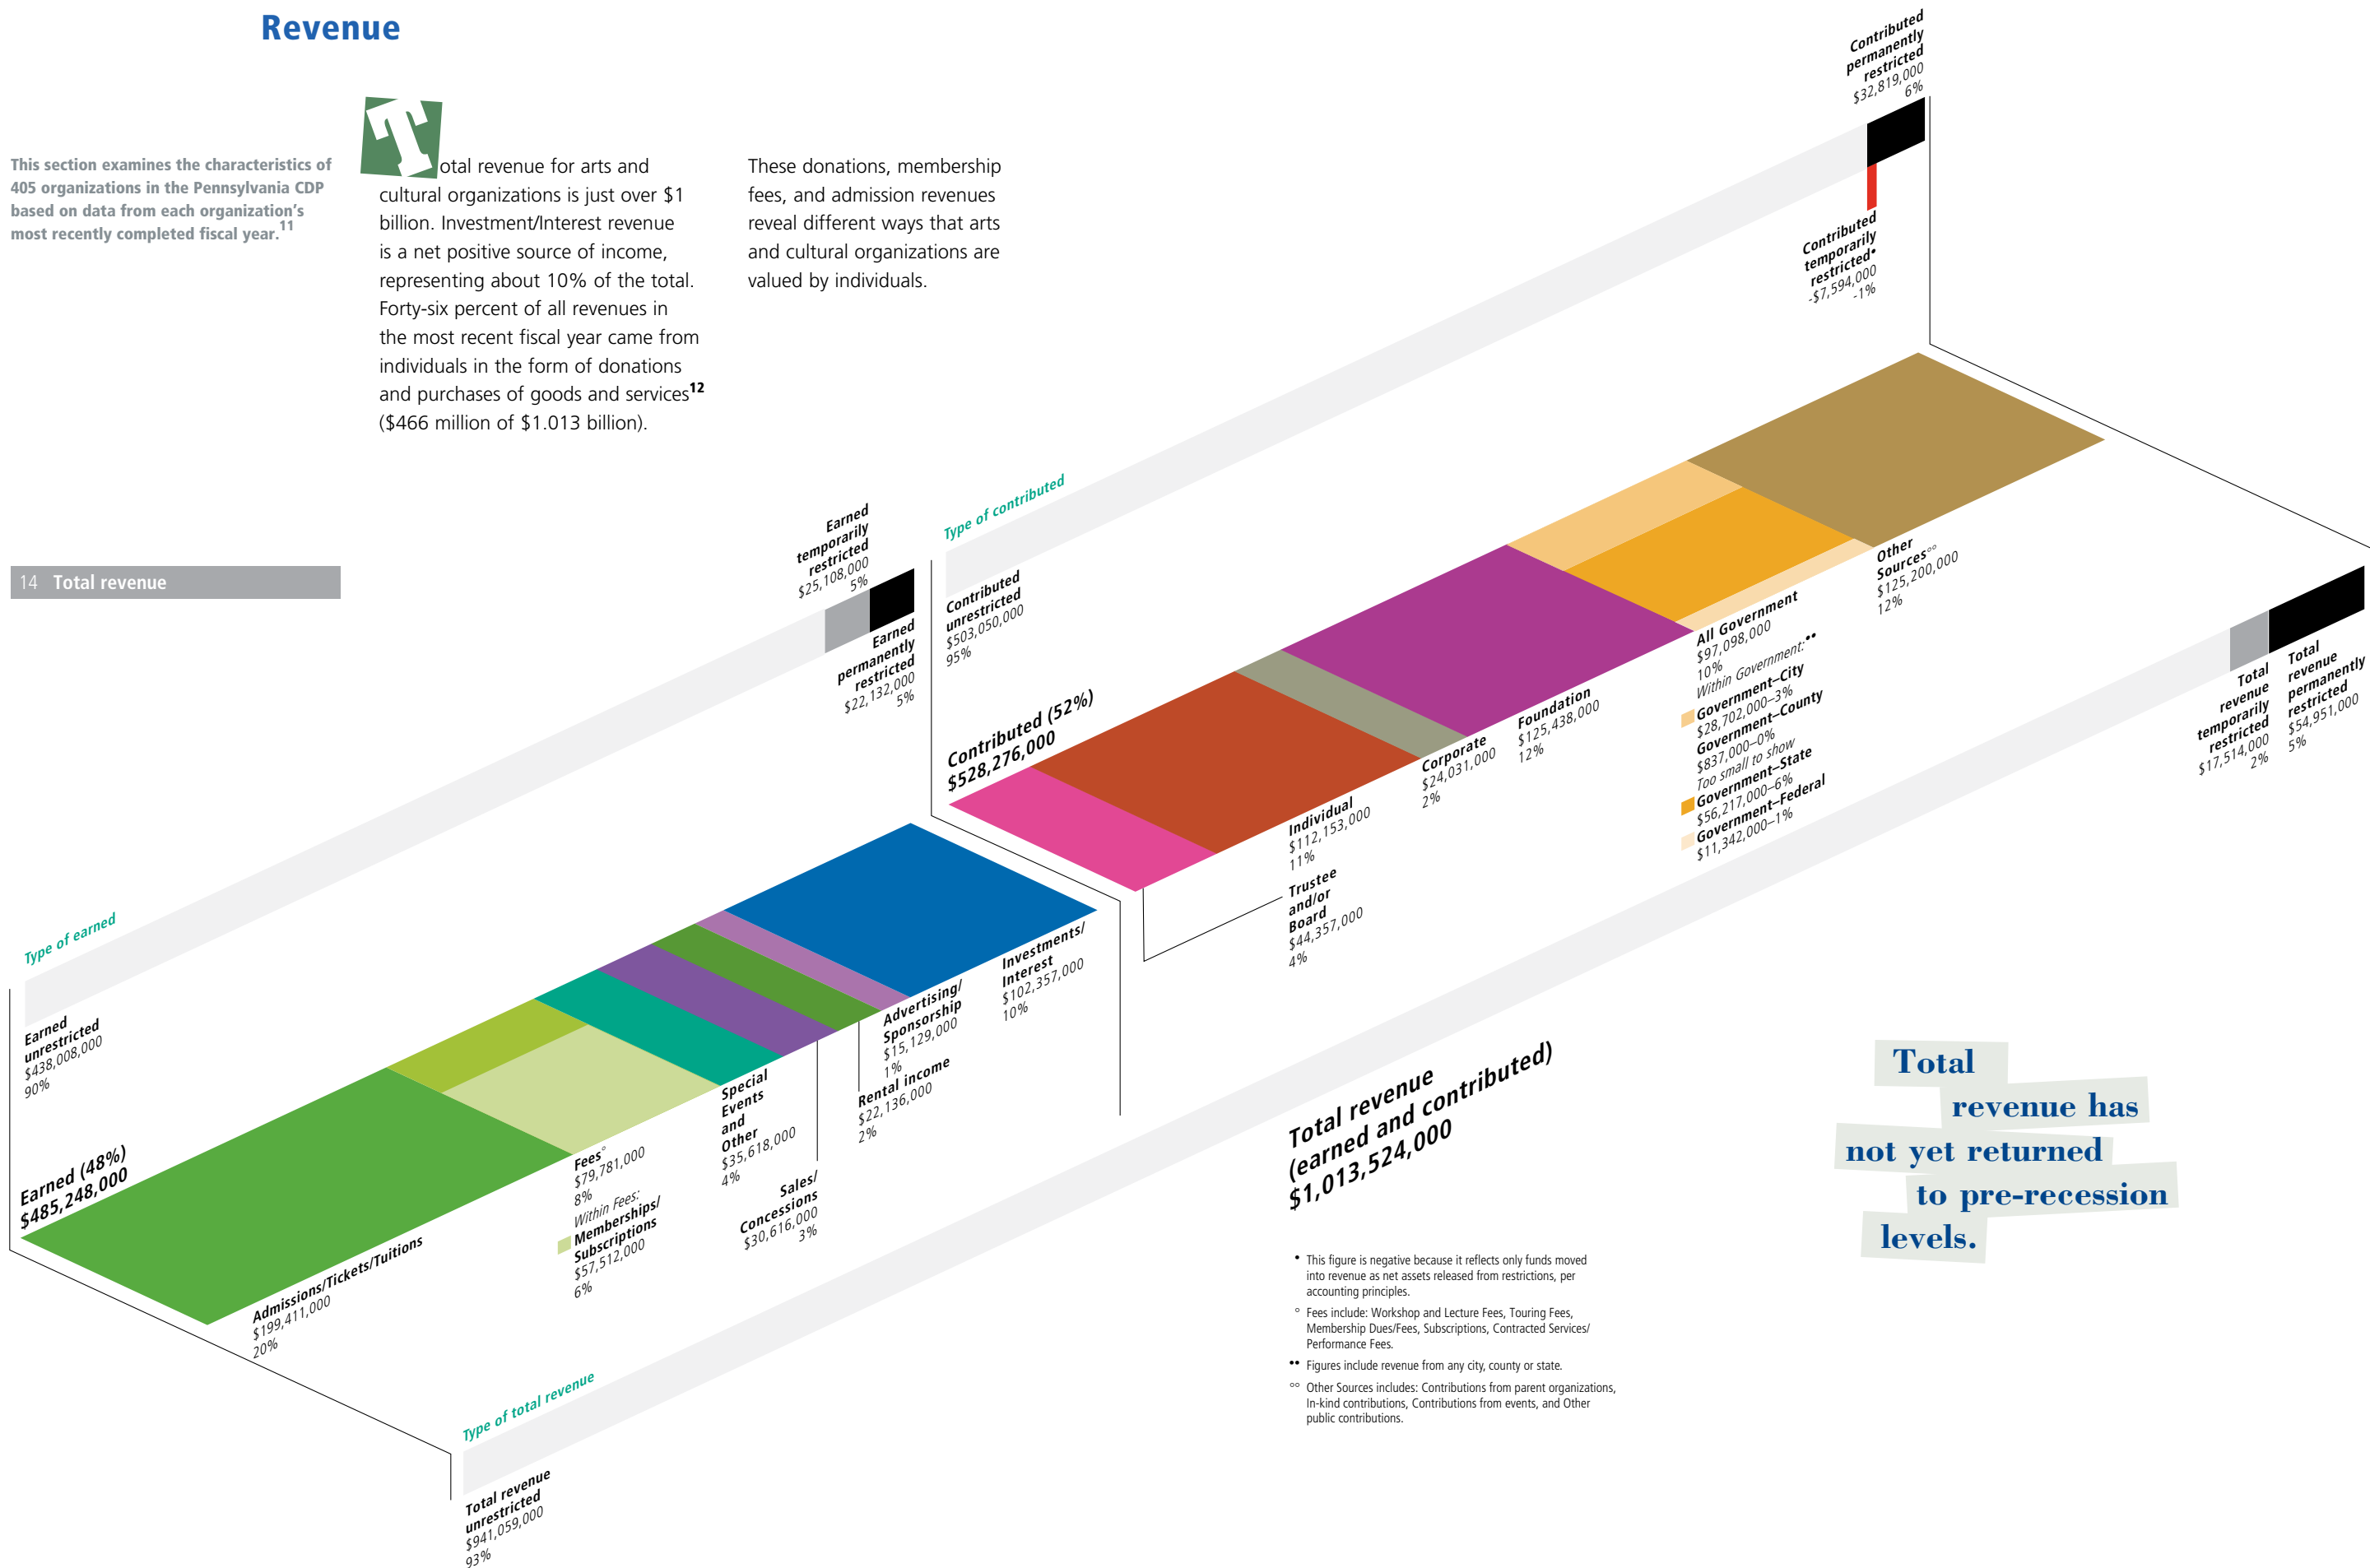 Revenue
This section examines the characteristics of
405 organizations in the Pennsylvania CDP
based on data from each organization's
most recently completed fiscal year.11
Total revenue for arts and
cultural organizations is just over $1
billion. Investment/Interest revenue
is a net positive source of income,
representing about 10% of the total.
Forty-six percent of all revenues in
the most recent fiscal year came from
individuals in the form of donations
and purchases of goods and services12
($466 million of $1.013 billion).
These donations, membership
fees, and admission revenues
reveal different ways that arts
and cultural organizations are
valued by individuals.
14 Total revenue
Type of earned
Earned
unrestricted
$438,008,000
90%
Earned
temporarily
restricted
$25,108,000
5%
Earned
permanently
restricted
$22,132,000
5%
Earned (48%)
$485,248,000
Admissions/Tickets/Tuitions
$199,411,000
20%
Fees°
$79,781,000
8%
Within Fees:
Memberships/
Subscriptions
$57,512,000
6%
Special
Events
and
Other
$35,618,000
4%
Sales/
Concessions
$30,616,000
3%
Rental income
$22,136,000
2%
Advertising/
Sponsorship
$15,129,000
1%
Investments/
Interest
$102,357,000
10%
Type of contributed
Contributed
unrestricted
$503,050,000
95%
Contributed
permanently
restricted
$32,819,000
6%
Contributed
temporarily
restricted•
-$7,594,000
-1%
Contributed (52%)
$528,276,000
Trustee
and/or
Board
$44,357,000
4%
Individual
$112,153,000
11%
Corporate
$24,031,000
2%
Foundation
$125,438,000
12%
All Government
$97,098,000
10%
Within Government:••
Government–City
$28,702,000–3%
Government–County
$837,000–0%
Too small to show
Government–State
$56,217,000–6%
Government–Federal
$11,342,000–1%
Other
Sources°°
$125,200,000
12%
Type of total revenue
Total revenue
unrestricted
$941,059,000
93%
Total
revenue
temporarily
restricted
$17,514,000
2%
Total
revenue
permanently
restricted
$54,951,000
5%
Total revenue
(earned and contributed)
$1,013,524,000
• This figure is negative because it reflects only funds moved
into revenue as net assets released from restrictions, per
accounting principles.
° Fees include: Workshop and Lecture Fees, Touring Fees,
Membership Dues/Fees, Subscriptions, Contracted Services/
Performance Fees.
•• Figures include revenue from any city, county or state.
°° Other Sources includes: Contributions from parent organizations,
In-kind contributions, Contributions from events, and Other
public contributions.
Total
revenue has
not yet returned
to pre-recession
levels.